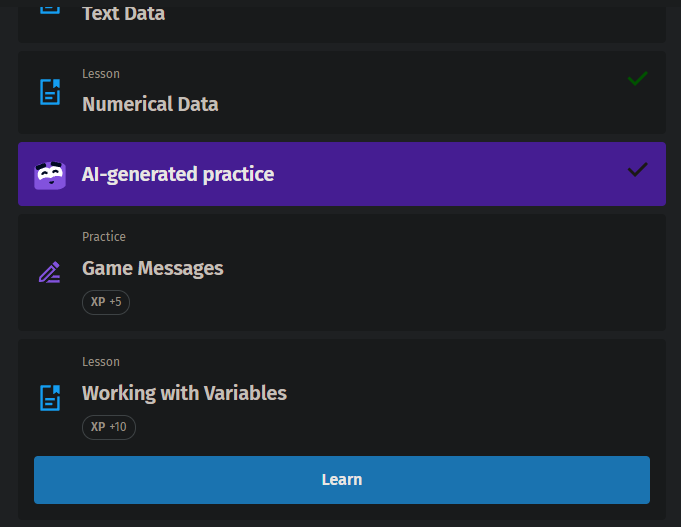 Text Data
Lesson
Numerical Data
AI-generated practice
Practice
Game Messages
XP +5
Lesson
Working with Variables
XP +10
Learn